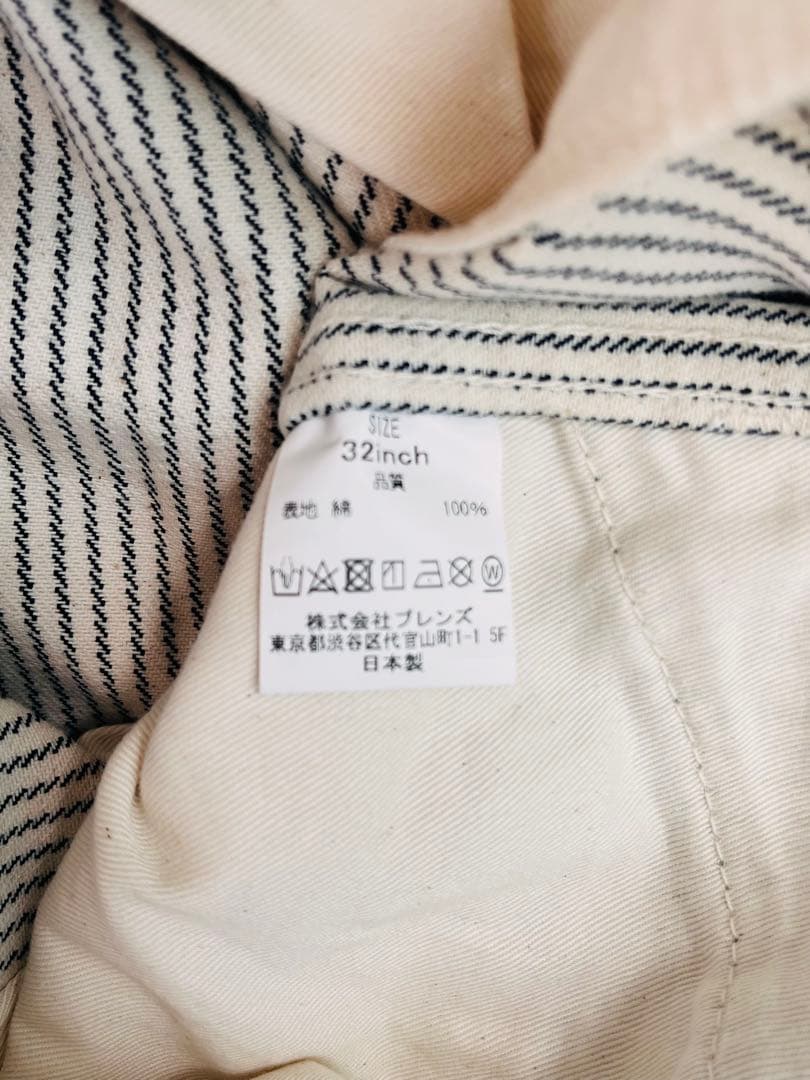 SIZE
32inch
品質
表地 綿 100%
W
株式会社ブレンズ
東京都渋谷区代官山町1-1 5F
日本製